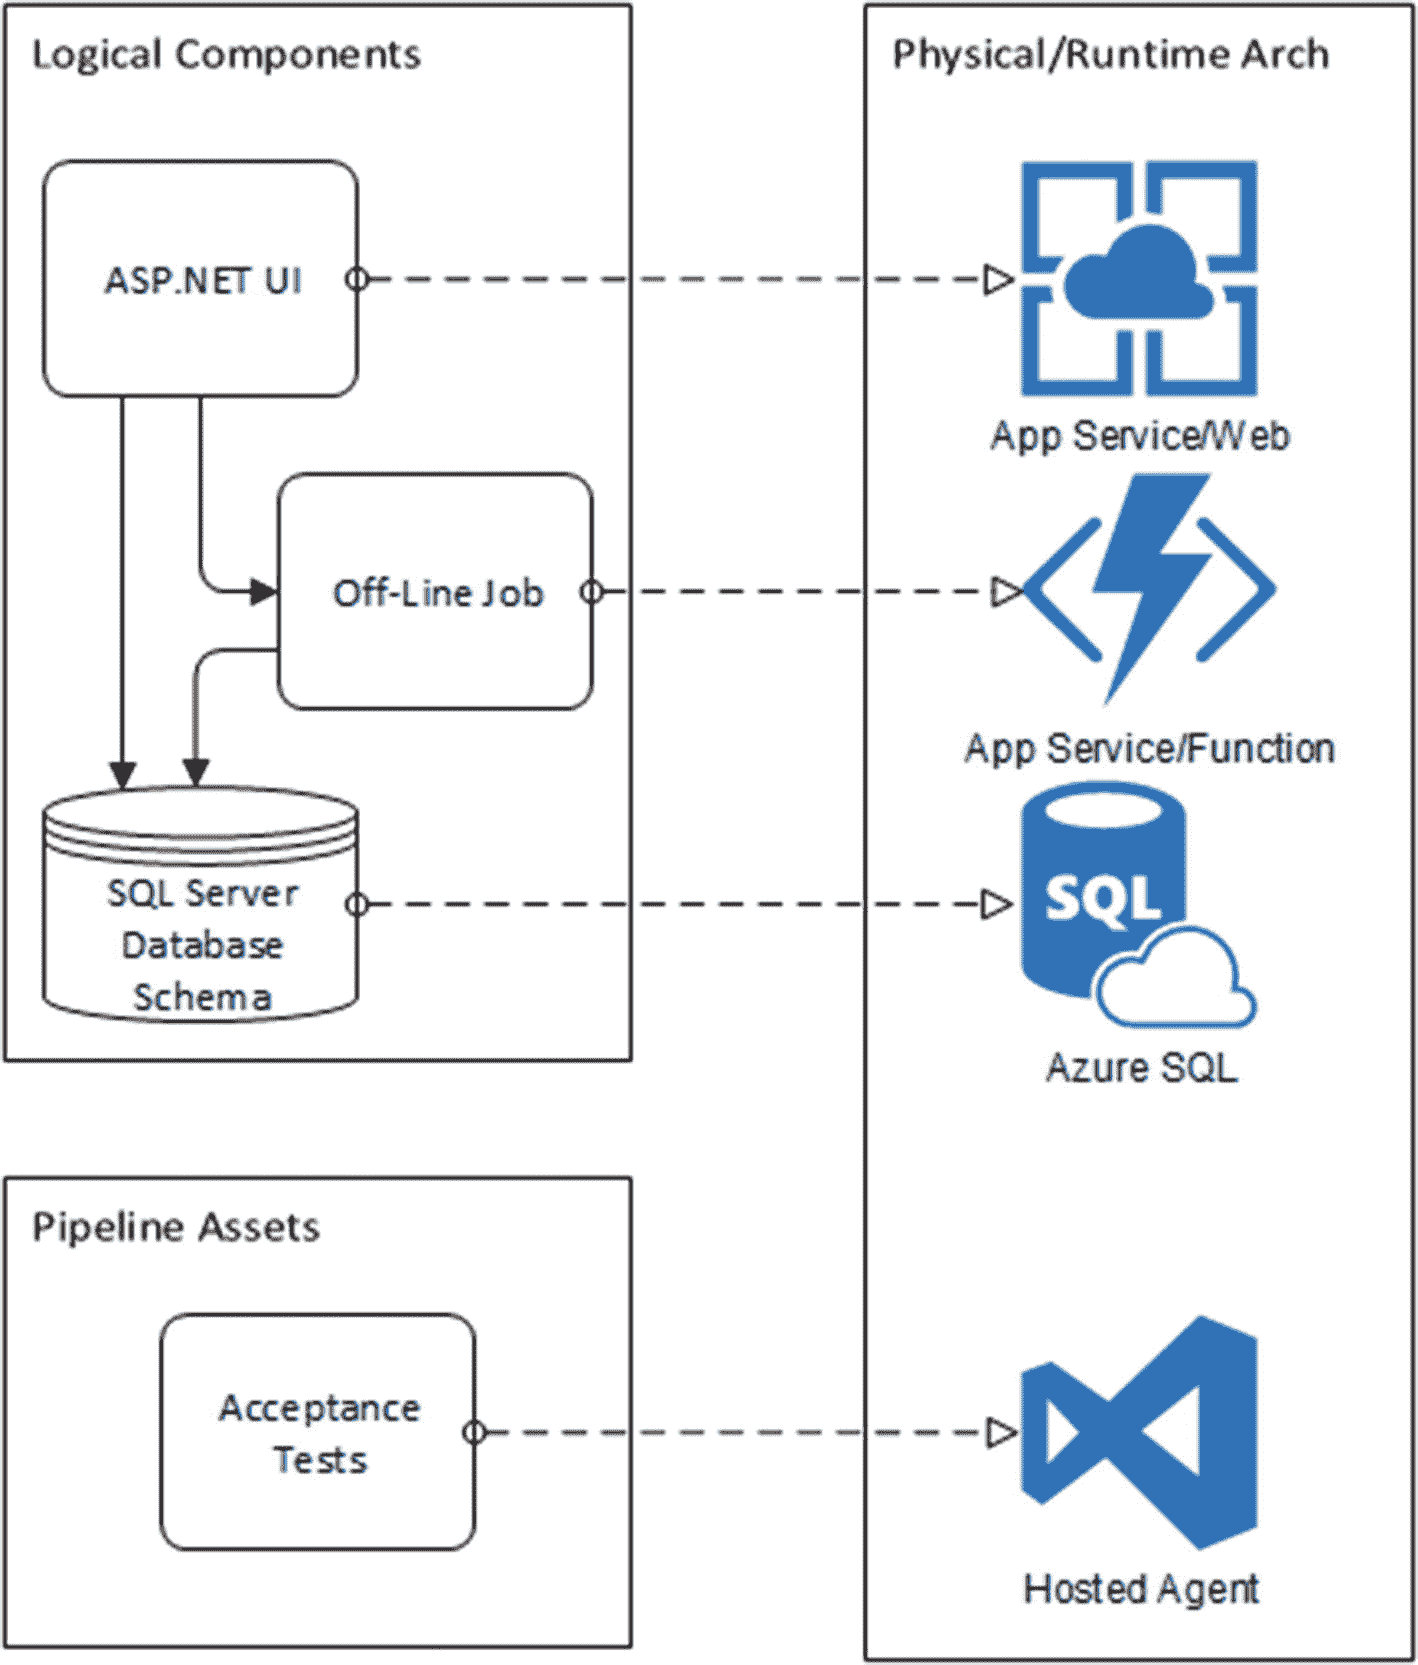 Logical Components
ASP.NET UI
Off-Line Job
SQL Server
Database
Schema
Pipeline Assets
Acceptance
Tests
Physical/Runtime Arch
App Service/Web
App Service/Function
SQL
Azure SQL
Hosted Agent